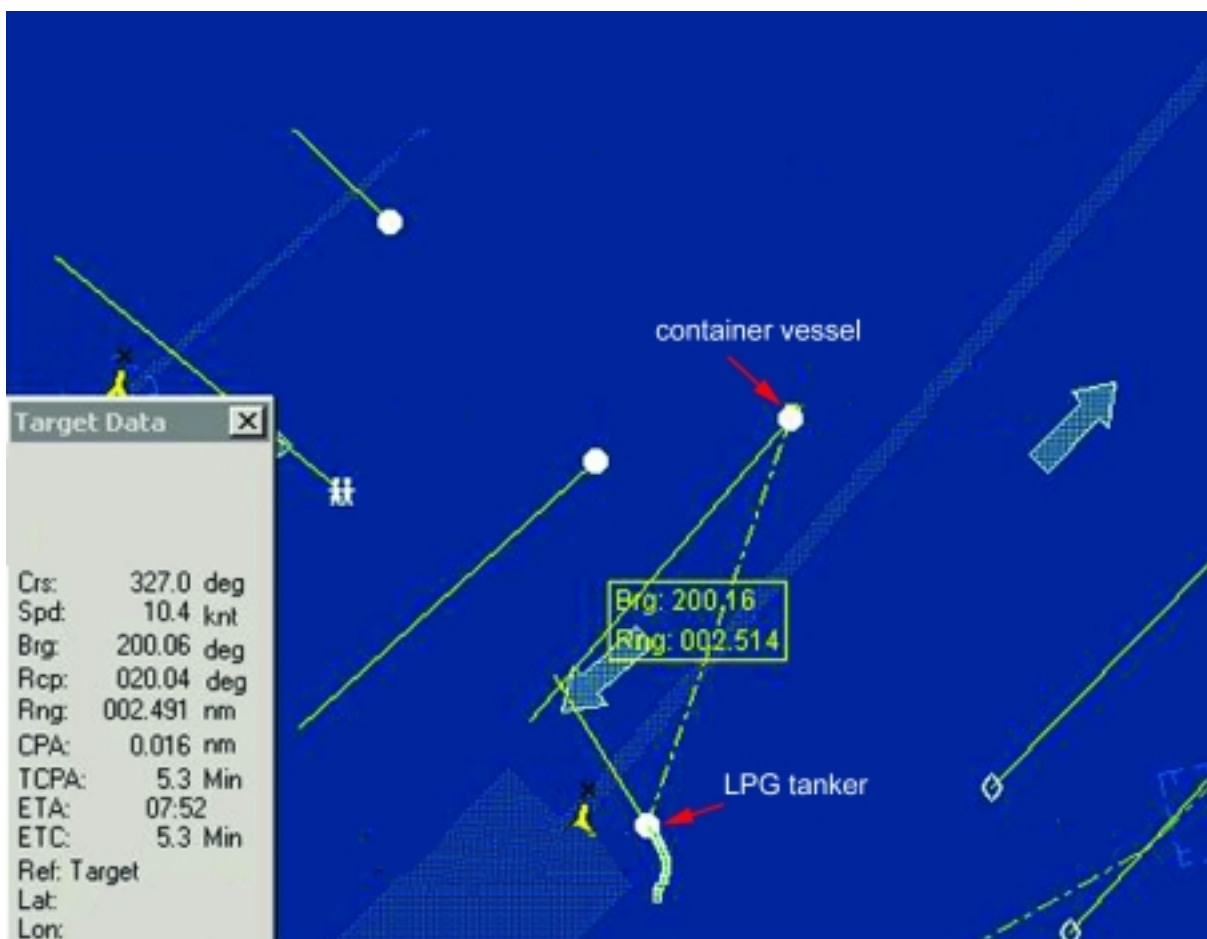 container vessel
Target Data
Brg: 200,16
Rng: 002.514
Crs: 327.0 deg
Spd: 10.4 knt
Brg: 200.06 deg
Rcp: 020.04 deg
Rng: 002.491 nm
CPA: 0.016 nm
TCPA: 5.3 Min
ETA: 07:52
ETC: 5.3 Min
Ref: Target
Lat:
Lon:
LPG tanker